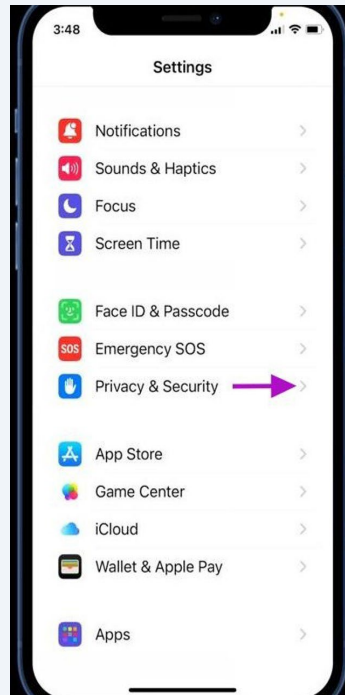 3:48
Settings
Notifications
Sounds & Haptics
Focus
Screen Time
Face ID & Passcode
SOS Emergency SOS
Privacy & Security
App Store
Game Center
iCloud
Wallet & Apple Pay
Apps